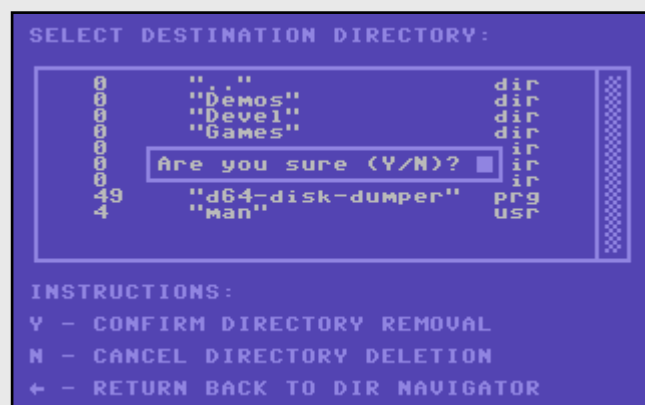 SELECT DESTINATION DIRECTORY:
0 ".." dir
0 "Demos" dir
0 "Devel" dir
0 "Games" dir
0 ir
0 Are you sure (Y/N)? ir
0 ir
49 "d64-disk-dumper" prg
4 "man" usr
INSTRUCTIONS:
Y - CONFIRM DIRECTORY REMOVAL
N - CANCEL DIRECTORY DELETION
← - RETURN BACK TO DIR NAVIGATOR